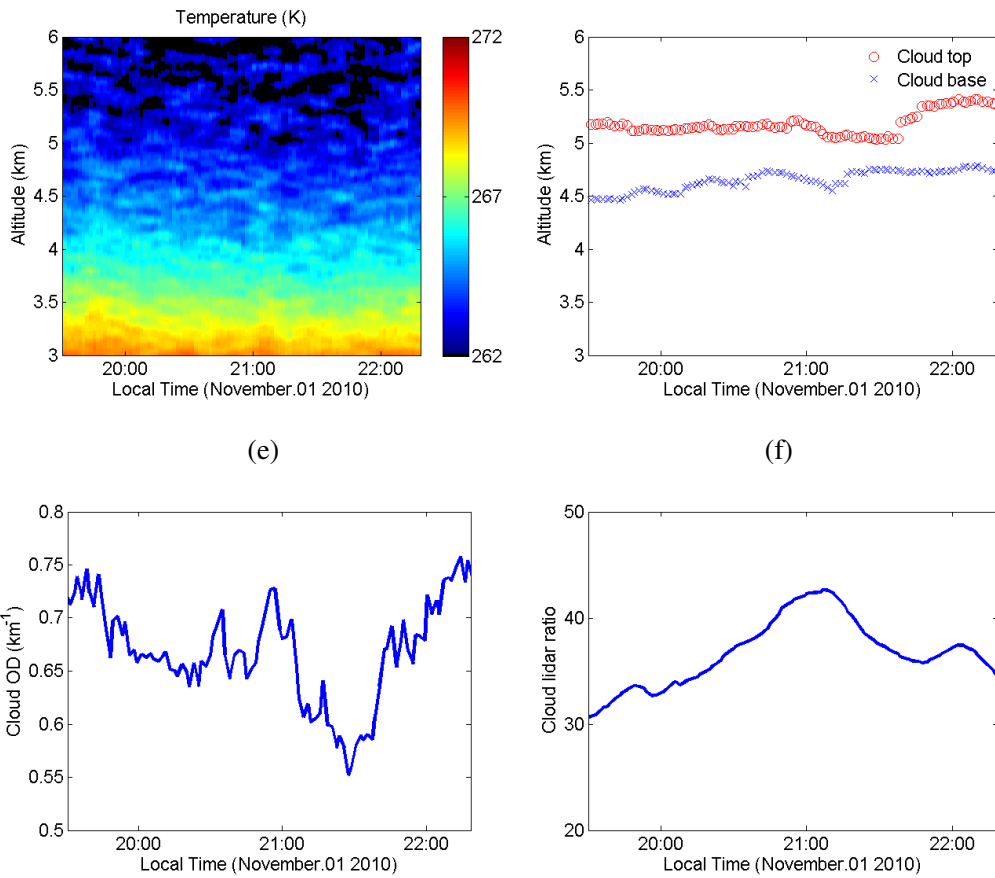 Temperature (K)
6
5.5
5
4.5
4
3.5
3
Altitude (km)
20:00 21:00 22:00
Local Time (November.01 2010)
272
267
262
6
5.5
5
4.5
4
3.5
3
Altitude (km)
Cloud top
Cloud base
20:00 21:00 22:00
Local Time (November.01 2010)
(e)
(f)
0.8
0.75
0.7
0.65
0.6
0.55
0.5
Cloud OD (km⁻¹)
20:00 21:00 22:00
Local Time (November.01 2010)
50
40
30
20
Cloud lidar ratio
20:00 21:00 22:00
Local Time (November.01 2010)